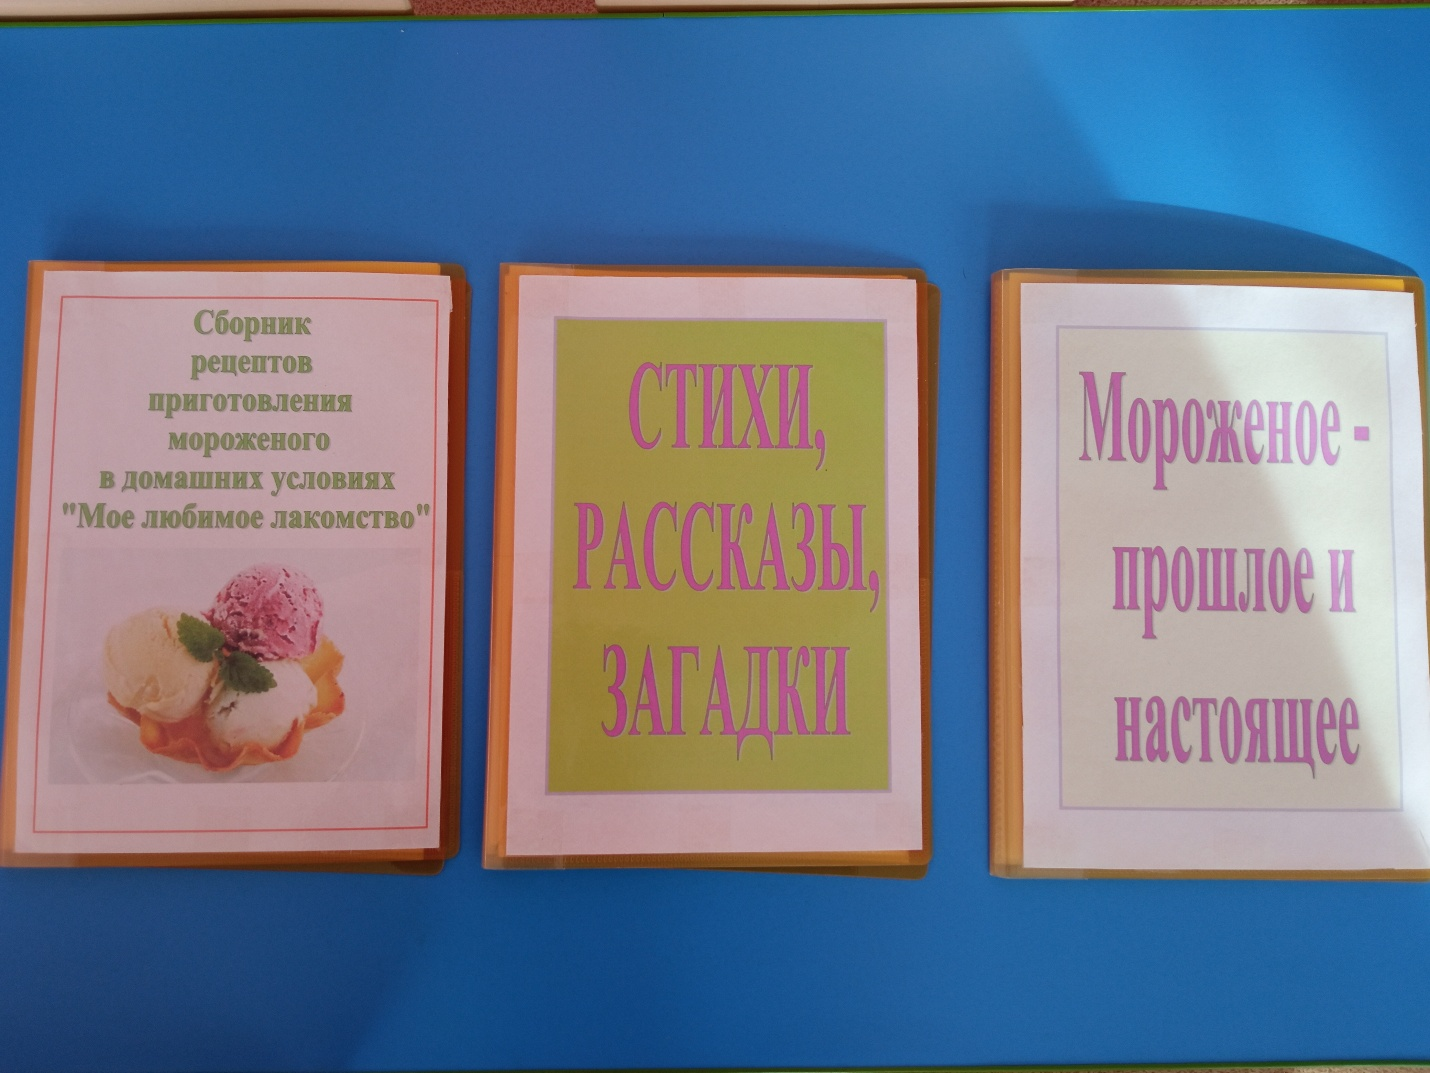 Сборник
рецептов
приготовления
мороженого
в домашних условиях
"Мое любимое лакомство"
СТИХИ,
РАССКАЗЫ,
ЗАГАДКИ
Мороженое -
прошлое и
настоящее